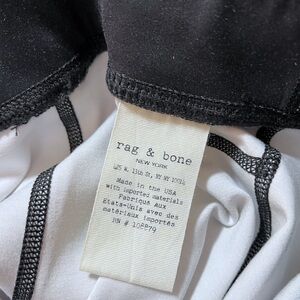 rag & bone
NEW YORK
425 W. 13th St, NY NY 10014
Made in the USA
with imported materials
Fabriqué Aux
États-Unis avec des
matériaux importés
RN # 108879